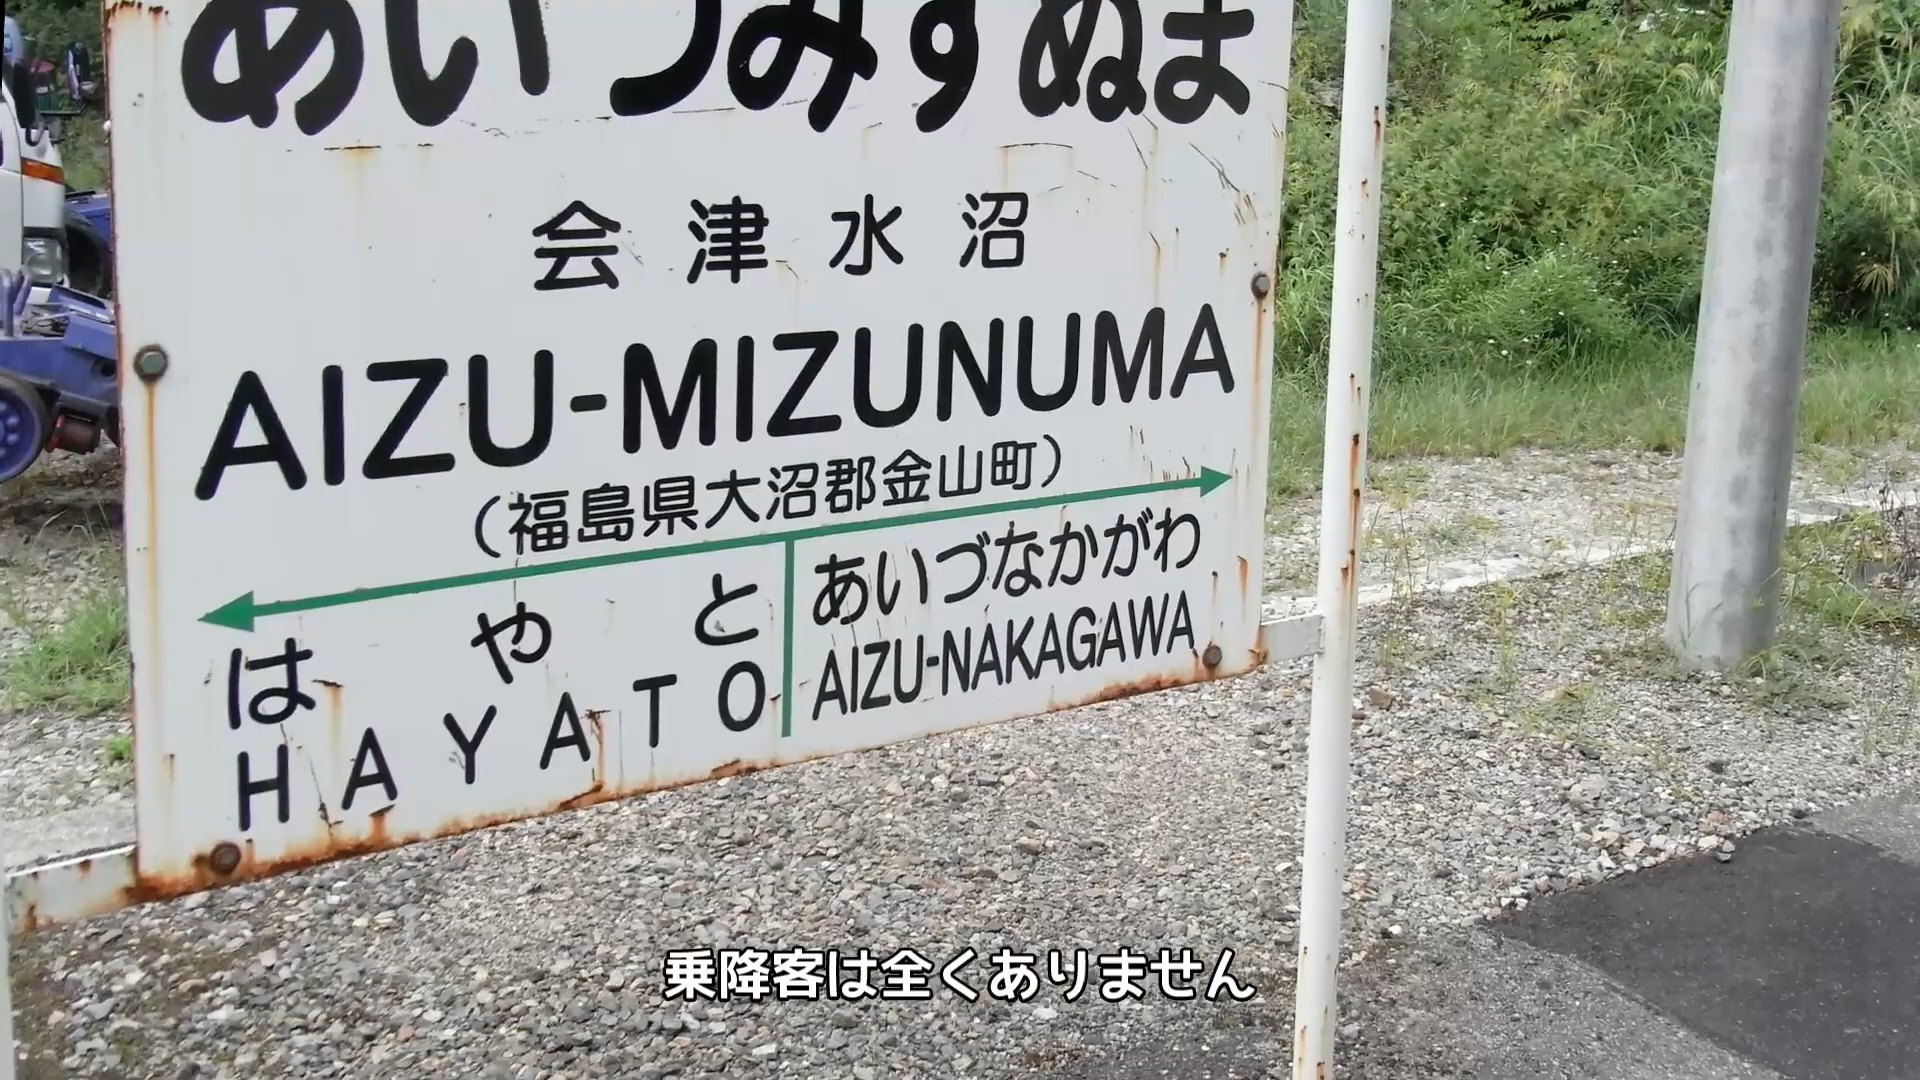 あいづみずぬま
会津水沼
AIZU-MIZUNUMA
(福島県大沼郡金山町)
はやと
HAYATO
あいづなかがわ
AIZU-NAKAGAWA
乗降客は全くありません